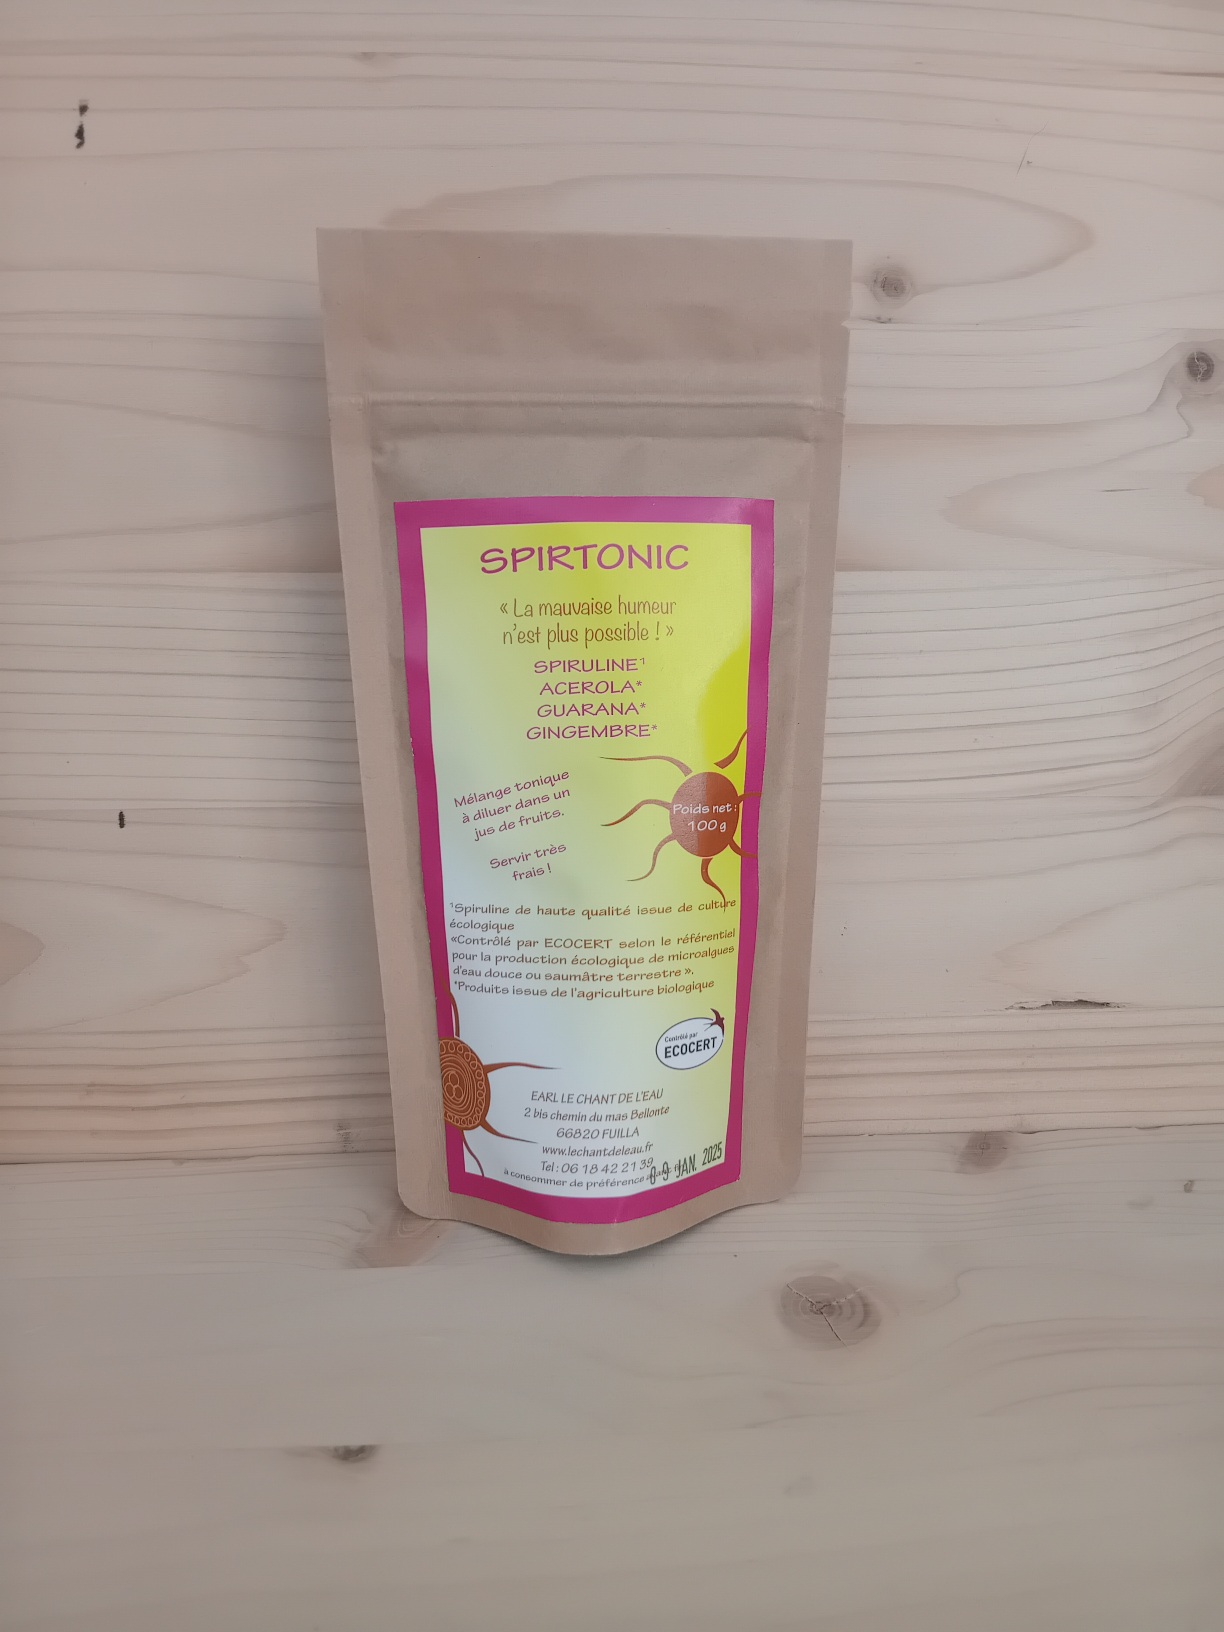 SPIRTONIC
« La mauvaise humeur
n'est plus possible ! »
SPIRULINE¹
ACEROLA*
GUARANA*
GINGEMBRE*
Mélange tonique
à diluer dans un
jus de fruits.
Servir très
frais !
Poids net :
100 g
¹Spiruline de haute qualité issue de culture
écologique
«Contrôlé par ECOCERT selon le référentiel
pour la production écologique de microalgues
d'eau douce ou saumâtre terrestre ».
*Produits issus de l'agriculture biologique
Contrôlé par
ECOCERT
EARL LE CHANT DE L'EAU
2 bis chemin du mas Bellonte
66820 FUILLA
www.lechantdeleau.fr
Tel : 06 18 42 21 39
à consommer de préférence
09 JAN. 2025